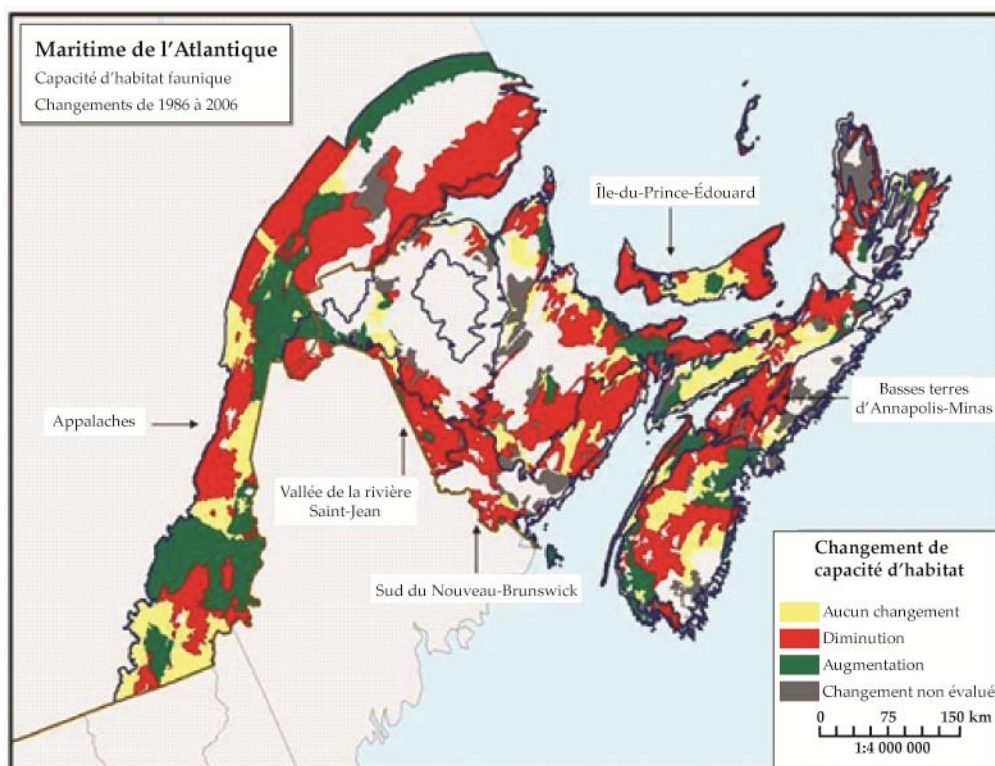 Maritime de l'Atlantique
Capacité d'habitat faunique
Changements de 1986 à 2006
Île-du-Prince-Édouard
Basses terres
d'Annapolis-Minas
Appalaches
Vallée de la rivière
Saint-Jean
Sud du Nouveau-Brunswick
Changement de
capacité d'habitat
Aucun changement
Diminution
Augmentation
Changement non évalué
0 75 150 km
1:4 000 000